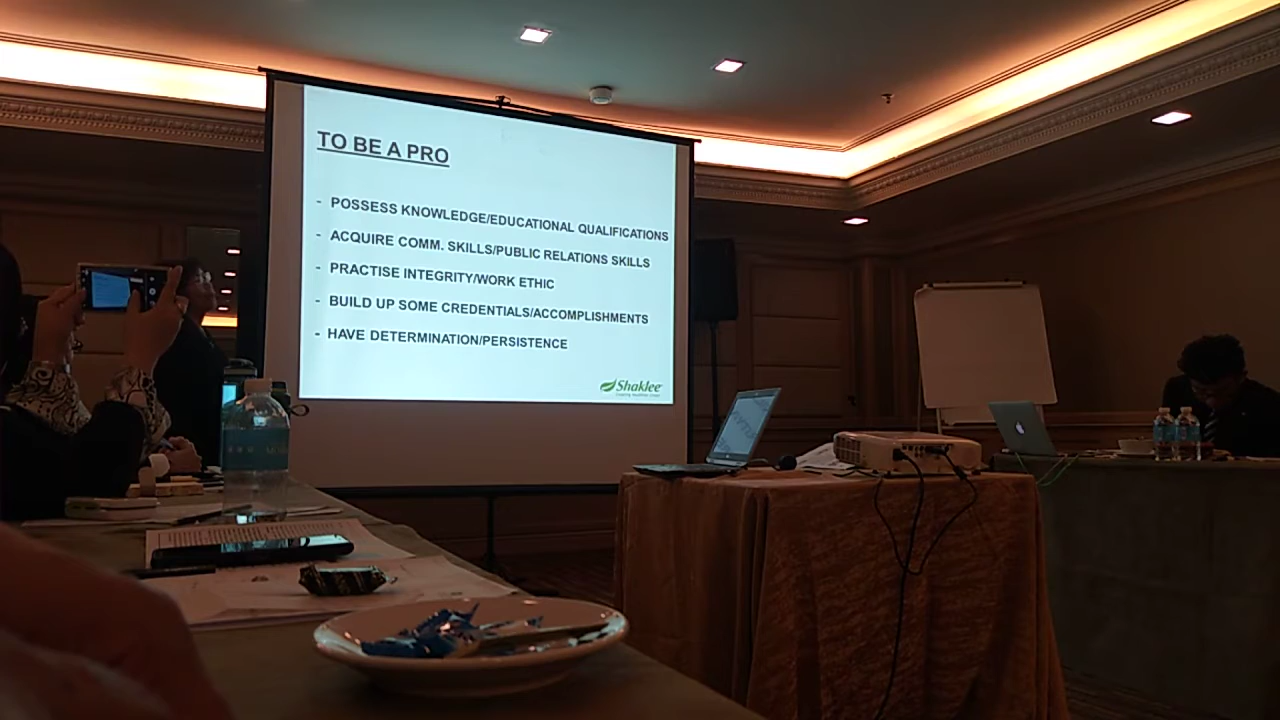 TO BE A PRO
- POSSESS KNOWLEDGE/EDUCATIONAL QUALIFICATIONS
- ACQUIRE COMM. SKILLS/PUBLIC RELATIONS SKILLS
- PRACTISE INTEGRITY/WORK ETHIC
- BUILD UP SOME CREDENTIALS/ACCOMPLISHMENTS
- HAVE DETERMINATION/PERSISTENCE
Shaklee